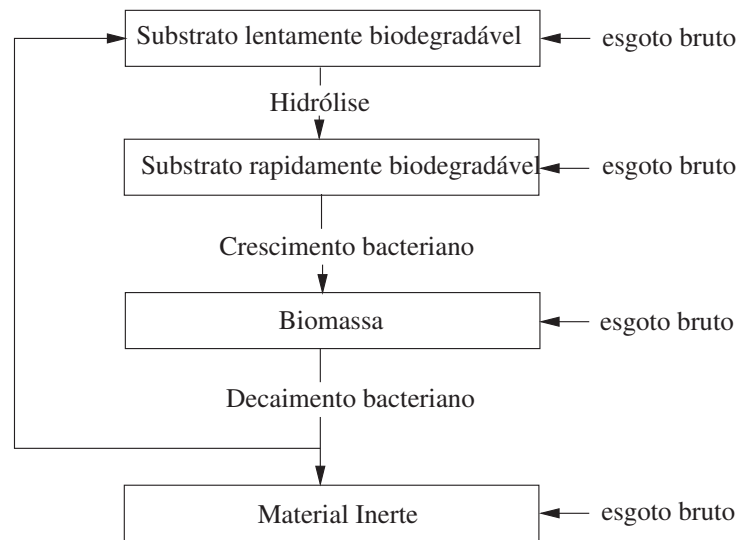 Substrato lentamente biodegradável
esgoto bruto
Hidrólise
Substrato rapidamente biodegradável
esgoto bruto
Crescimento bacteriano
Biomassa
esgoto bruto
Decaimento bacteriano
Material Inerte
esgoto bruto